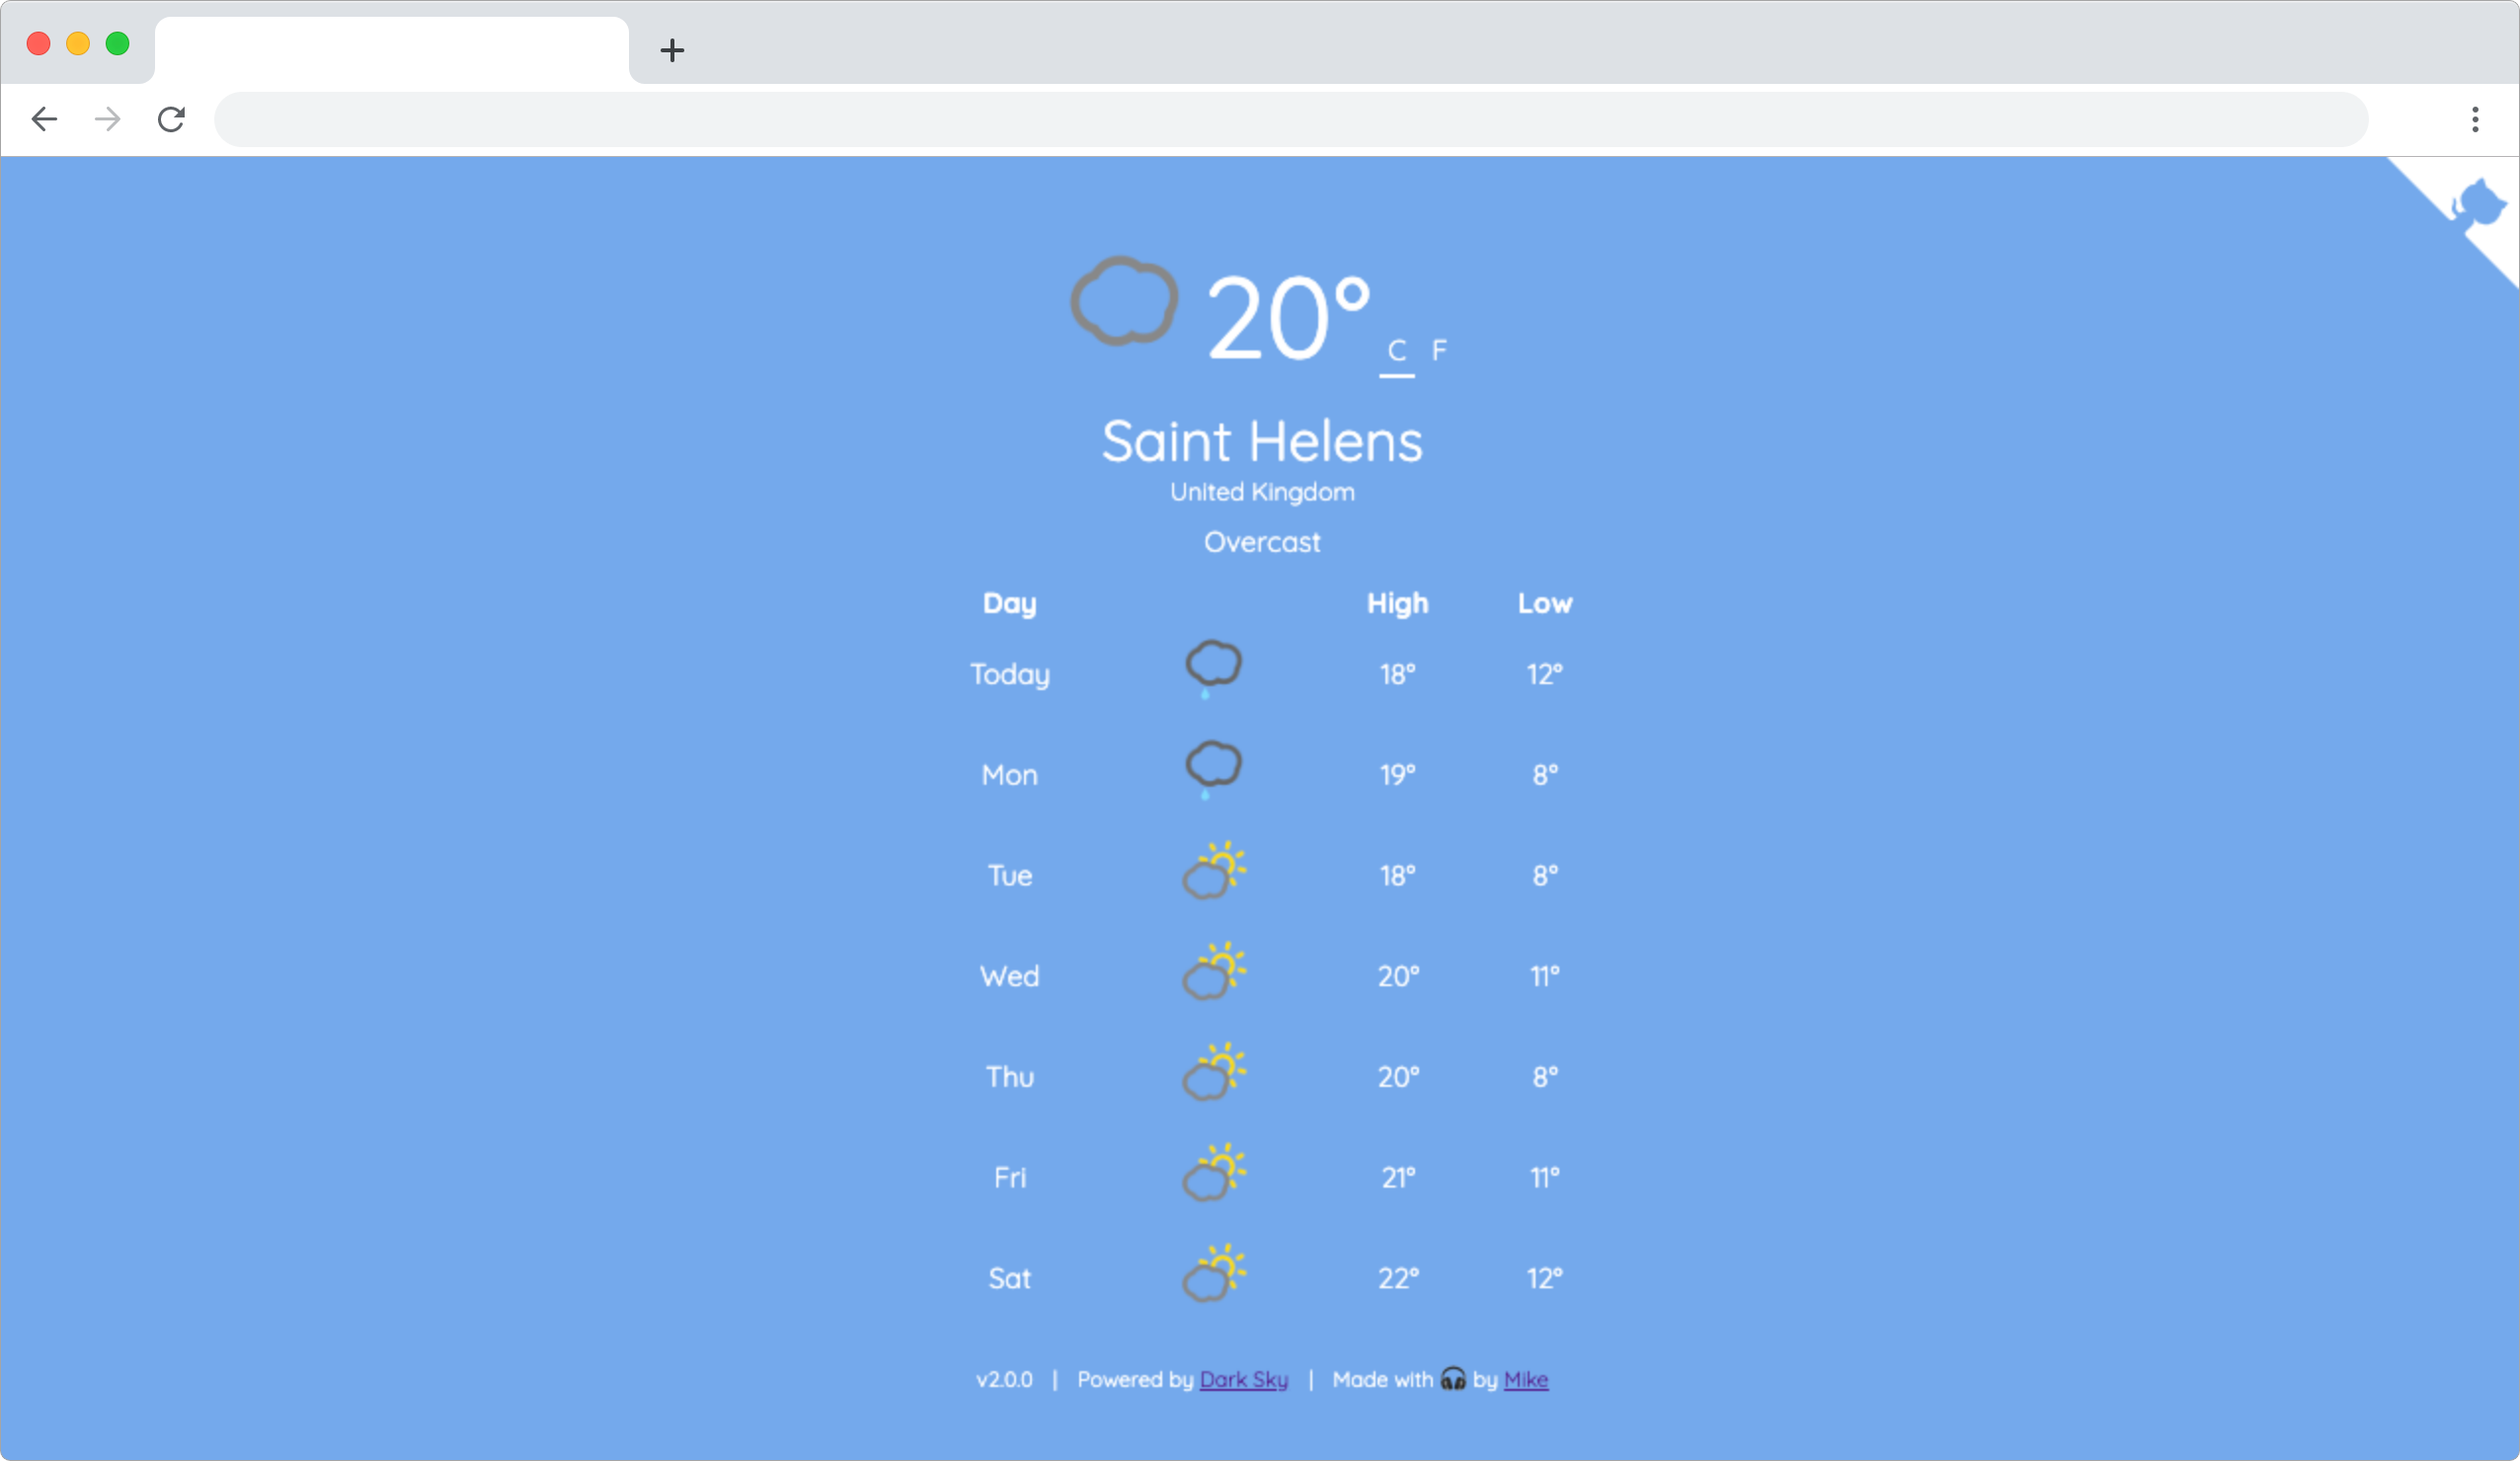 20°
C F
Saint Helens
United Kingdom
Overcast
Day High Low
Today 18° 12°
Mon 19° 8°
Tue 18° 8°
Wed 20° 11°
Thu 20° 8°
Fri 21° 11°
Sat 22° 12°
v2.0.0 | Powered by Dark Sky | Made with 🎧 by Mike